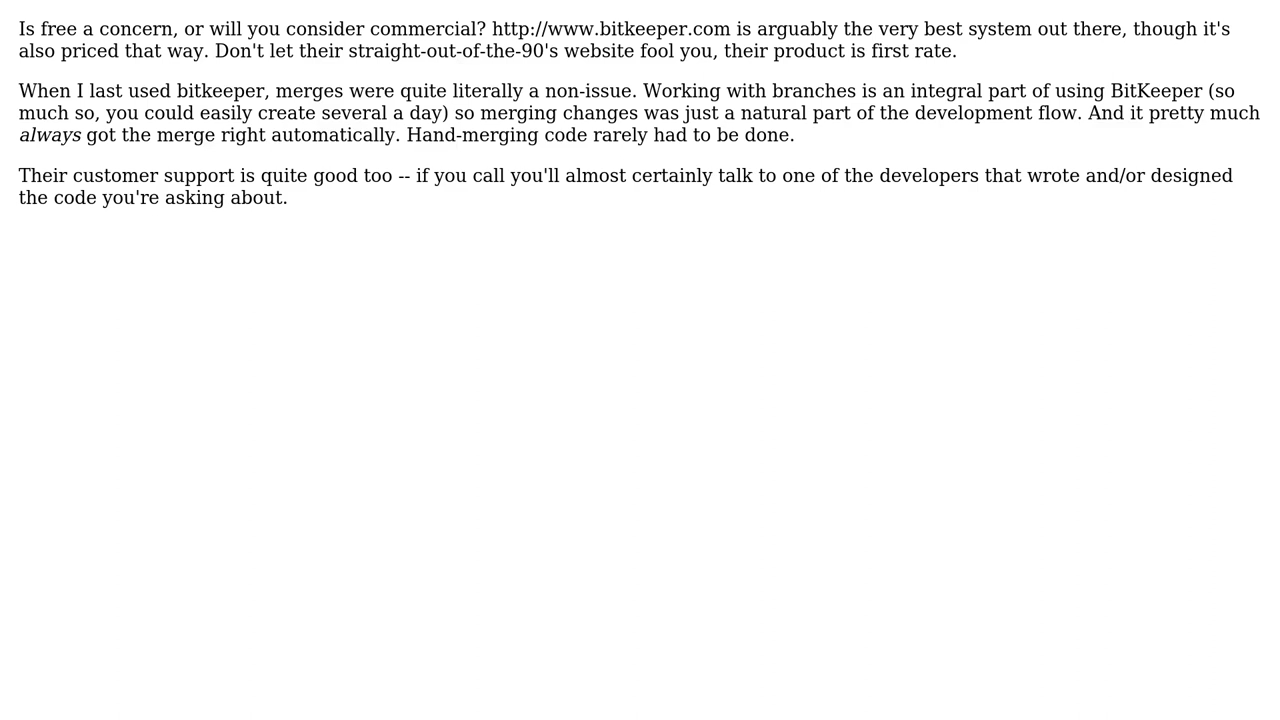 Is free a concern, or will you consider commercial? http://www.bitkeeper.com is arguably the very best system out there, though it's
also priced that way. Don't let their straight-out-of-the-90's website fool you, their product is first rate.
When I last used bitkeeper, merges were quite literally a non-issue. Working with branches is an integral part of using BitKeeper (so
much so, you could easily create several a day) so merging changes was just a natural part of the development flow. And it pretty much
always got the merge right automatically. Hand-merging code rarely had to be done.
Their customer support is quite good too -- if you call you'll almost certainly talk to one of the developers that wrote and/or designed
the code you're asking about.